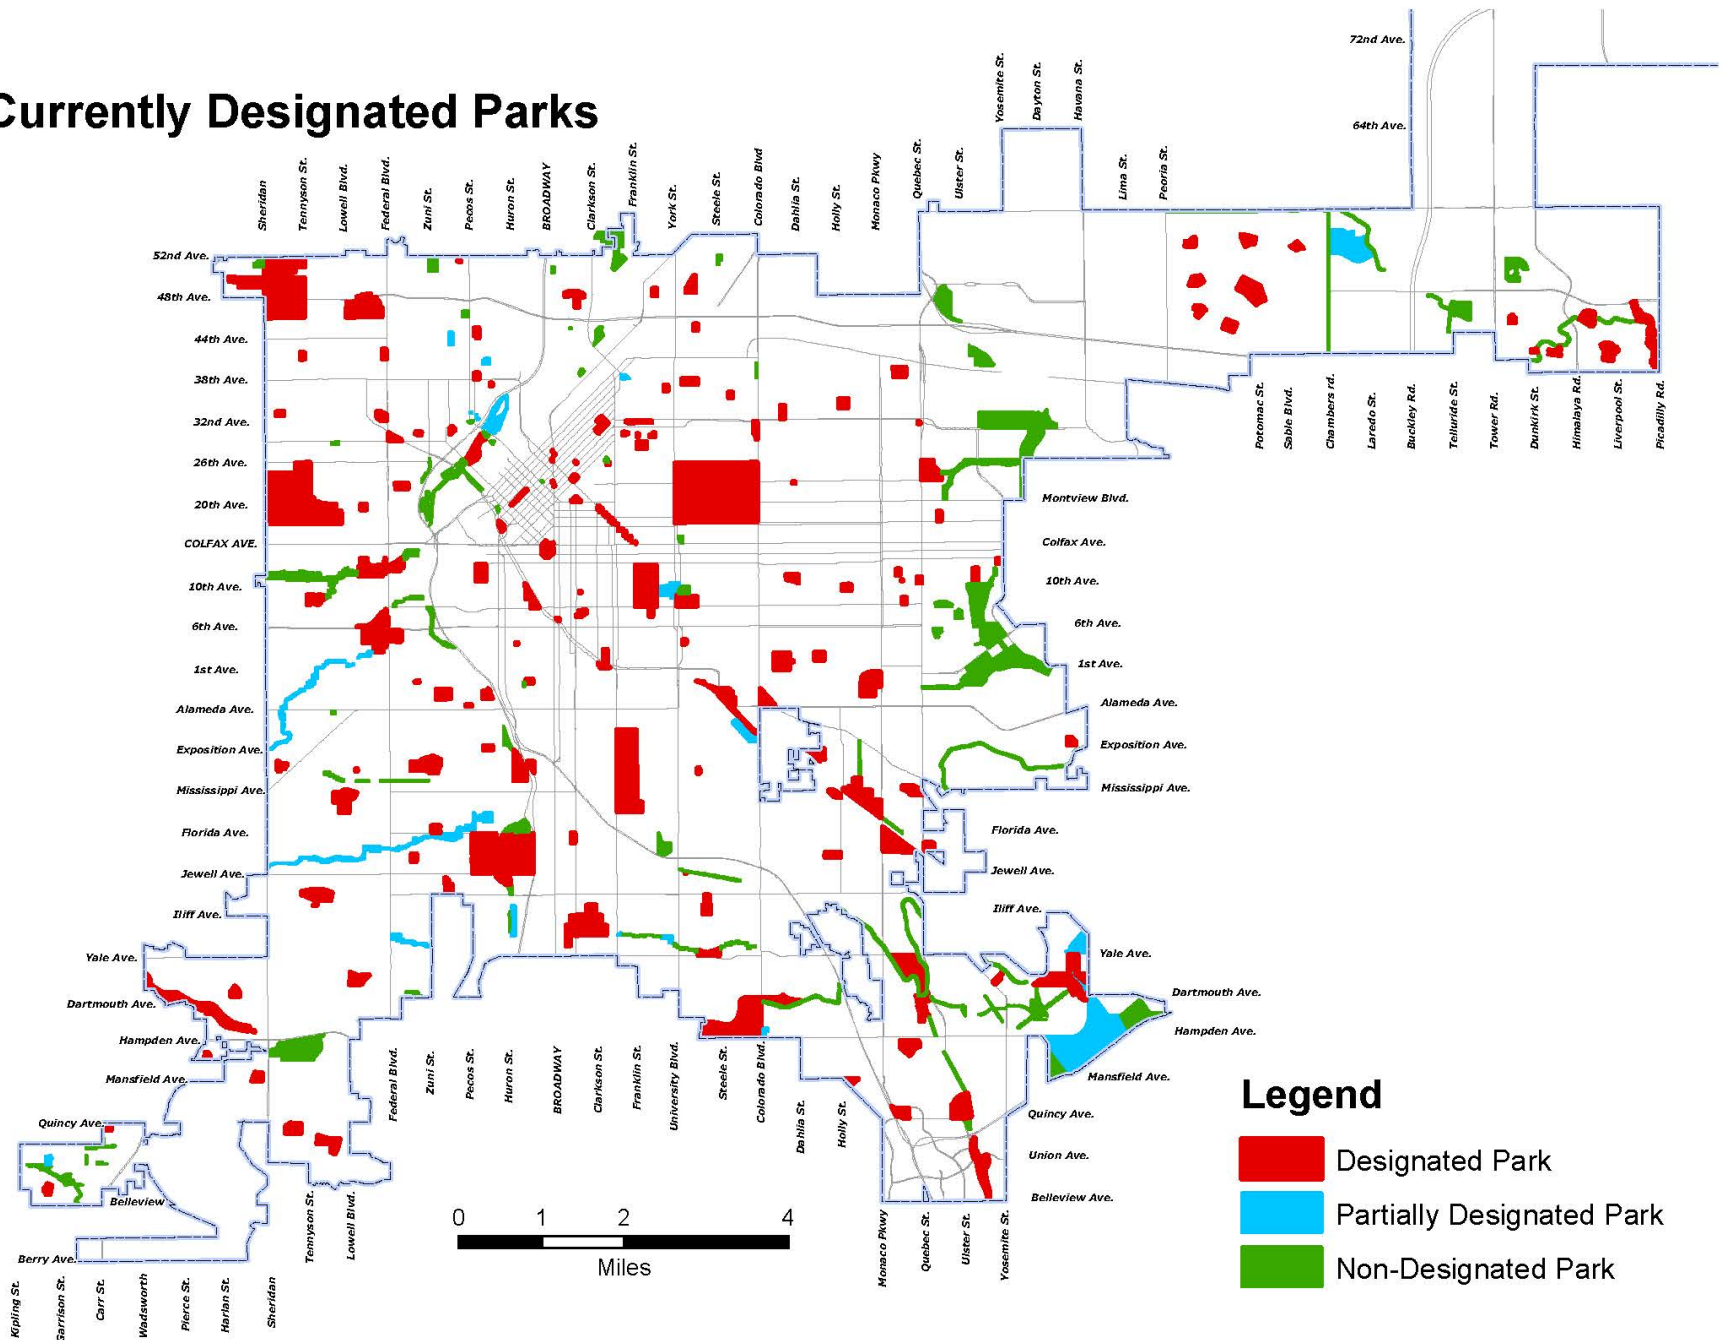 Currently Designated Parks
72nd Ave.
64th Ave.
Yosemite St.
Dayton St.
Havana St.
Sheridan
Tennyson St.
Lowell Blvd.
Federal Blvd.
Zuni St.
Pecos St.
Huron St.
BROADWAY
Clarkson St.
Franklin St.
York St.
Steele St.
Colorado Blvd
Dahlia St.
Holly St.
Monaco Pkwy
Quebec St.
Ulster St.
Lima St.
Peoria St.
52nd Ave.
48th Ave.
44th Ave.
38th Ave.
32nd Ave.
26th Ave.
20th Ave.
COLFAX AVE.
10th Ave.
6th Ave.
1st Ave.
Alameda Ave.
Exposition Ave.
Mississippi Ave.
Florida Ave.
Jewell Ave.
Iliff Ave.
Yale Ave.
Dartmouth Ave.
Hampden Ave.
Mansfield Ave.
Quincy Ave.
Belleview
Berry Ave.
Potomac St.
Sable Blvd.
Chambers rd.
Laredo St.
Buckley Rd.
Telluride St.
Tower Rd.
Dunkirk St.
Himalaya Rd.
Liverpool St.
Picadilly Rd.
Montview Blvd.
Colfax Ave.
10th Ave.
6th Ave.
1st Ave.
Alameda Ave.
Exposition Ave.
Mississippi Ave.
Florida Ave.
Jewell Ave.
Iliff Ave.
Yale Ave.
Dartmouth Ave.
Hampden Ave.
Mansfield Ave.
Quincy Ave.
Union Ave.
Belleview Ave.
Federal Blvd.
Zuni St.
Pecos St.
Huron St.
BROADWAY
Clarkson St.
Franklin St.
University Blvd.
Steele St.
Colorado Blvd.
Dahlia St.
Holly St.
Monaco Pkwy
Quebec St.
Ulster St.
Yosemite St.
Tennyson St.
Lowell Blvd.
Kipling St.
Garrison St.
Carr St.
Wadsworth
Pierce St.
Harlan St.
Sheridan
0 1 2 4
Miles
Legend
Designated Park
Partially Designated Park
Non-Designated Park